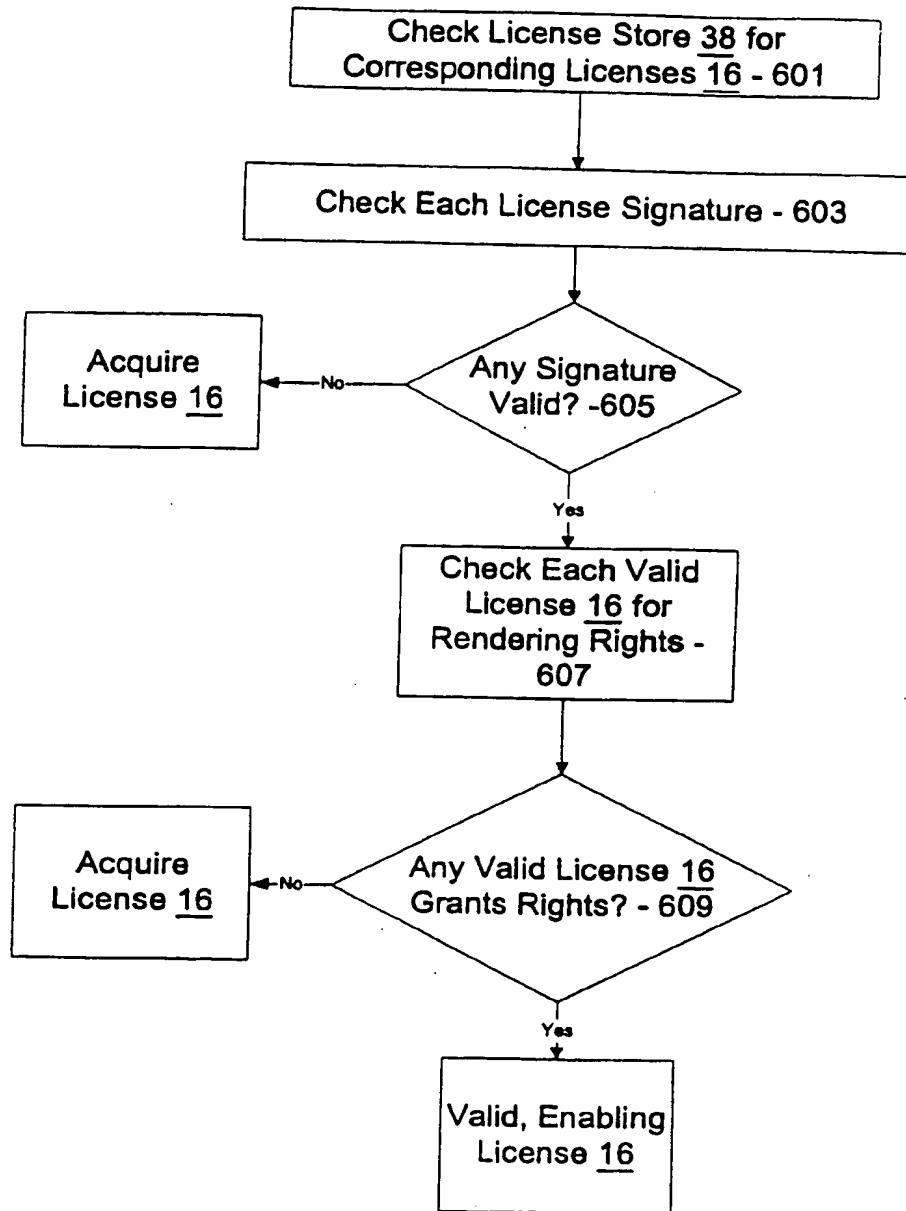 Check License Store 38 for
Corresponding Licenses 16 - 601
Check Each License Signature - 603
Any Signature
Valid? -605
No
Acquire
License 16
Yes
Check Each Valid
License 16 for
Rendering Rights -
607
Any Valid License 16
Grants Rights? - 609
No
Acquire
License 16
Yes
Valid, Enabling
License 16